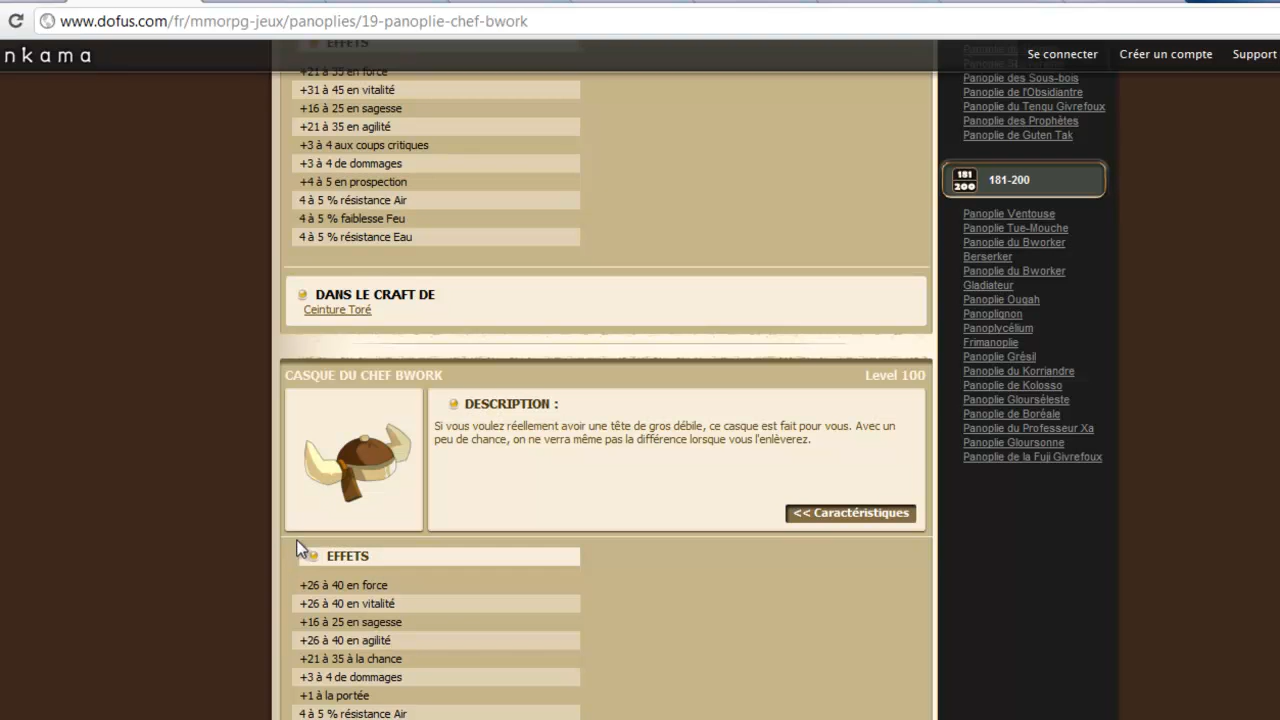 www.dofus.com/fr/mmorpg-jeux/panoplies/19-panoplie-chef-bwork
nkama
Se connecter
Créer un compte
Support
EFFETS
+21 à 35 en force
+31 à 45 en vitalité
+16 à 25 en sagesse
+21 à 35 en agilité
+3 à 4 aux coups critiques
+3 à 4 de dommages
+4 à 5 en prospection
4 à 5 % résistance Air
4 à 5 % faiblesse Feu
4 à 5 % résistance Eau
DANS LE CRAFT DE
Ceinture Toré
CASQUE DU CHEF BWORK
Level 100
DESCRIPTION :
Si vous voulez réellement avoir une tête de gros débile, ce casque est fait pour vous. Avec un
peu de chance, on ne verra même pas la différence lorsque vous l'enlèverez.
<< Caractéristiques
EFFETS
+26 à 40 en force
+26 à 40 en vitalité
+16 à 25 en sagesse
+26 à 40 en agilité
+21 à 35 à la chance
+3 à 4 de dommages
+1 à la portée
4 à 5 % résistance Air
Panoplie des Sous-bois
Panoplie de l'Obsidiantre
Panoplie du Tengu Givrefoux
Panoplie des Prophètes
Panoplie de Guten Tak
181
200
181-200
Panoplie Ventouse
Panoplie Tue-Mouche
Panoplie du Bworker
Berserker
Panoplie du Bworker
Gladiateur
Panoplie Ougah
Panoplignon
Panoplycélium
Frimanoplie
Panoplie Grésil
Panoplie du Korriandre
Panoplie de Kolosso
Panoplie Glourséleste
Panoplie de Boréale
Panoplie du Professeur Xa
Panoplie Gloursonne
Panoplie de la Fuji Givrefoux